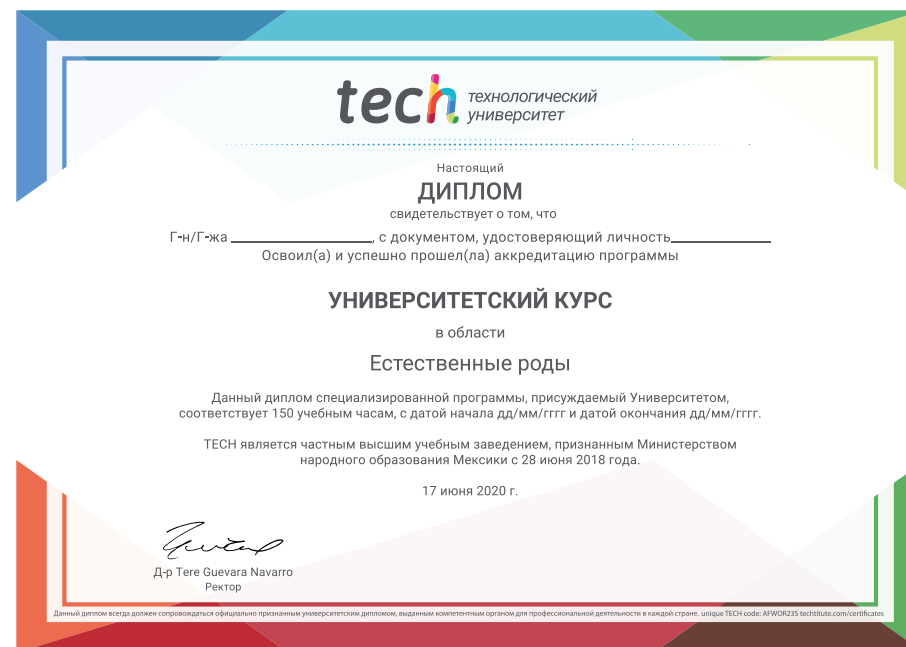 tech технологический
университет
Настоящий
ДИПЛОМ
свидетельствует о том, что
Г-н/Г-жа ____________________, с документом, удостоверяющий личность______________
Освоил(а) и успешно прошел(ла) аккредитацию программы
УНИВЕРСИТЕТСКИЙ КУРС
в области
Естественные роды
Данный диплом специализированной программы, присуждаемый Университетом,
соответствует 150 учебным часам, с датой начала дд/мм/гггг и датой окончания дд/мм/гггг.
TECH является частным высшим учебным заведением, признанным Министерством
народного образования Мексики с 28 июня 2018 года.
17 июня 2020 г.
Д-р Tere Guevara Navarro
Ректор
Данный диплом всегда должен сопровождаться официально признанным университетским дипломом, выданным компетентным органом для профессиональной деятельности в каждой стране. unique TECH code: AFWOR23S techtitute.com/certificates